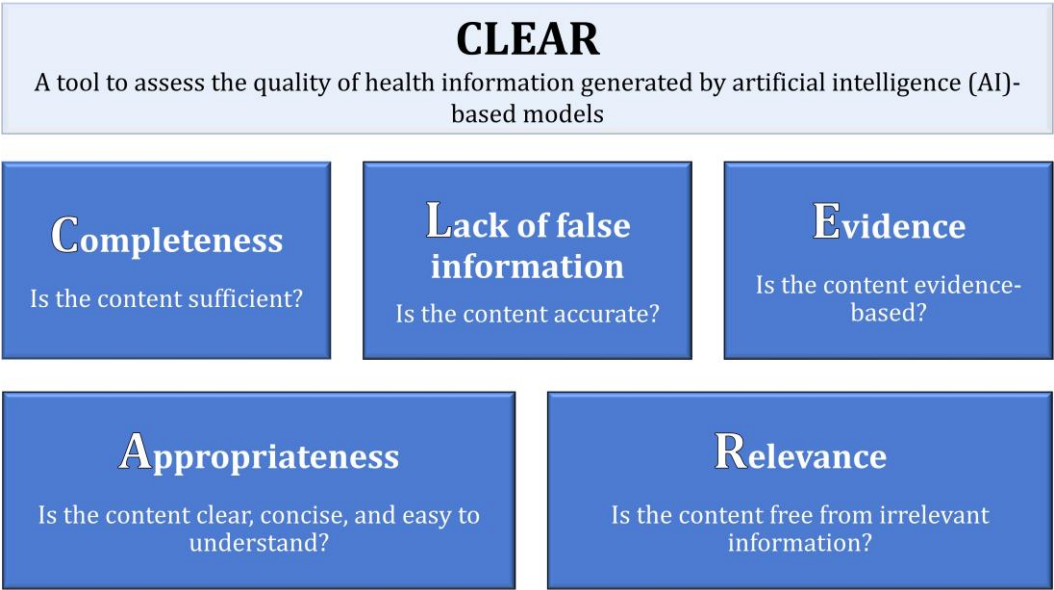 CLEAR
A tool to assess the quality of health information generated by artificial intelligence (AI)-
based models
Completeness
Is the content sufficient?
Lack of false
information
Is the content accurate?
Evidence
Is the content evidence-
based?
Appropriateness
Is the content clear, concise, and easy to
understand?
Relevance
Is the content free from irrelevant
information?